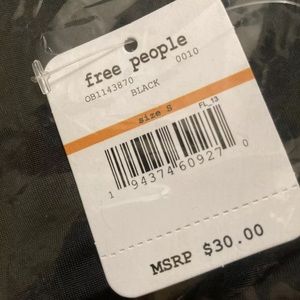 free people
OB1143870 0010
BLACK
size S
FL_13
1 94374 60927 0
MSRP $30.00